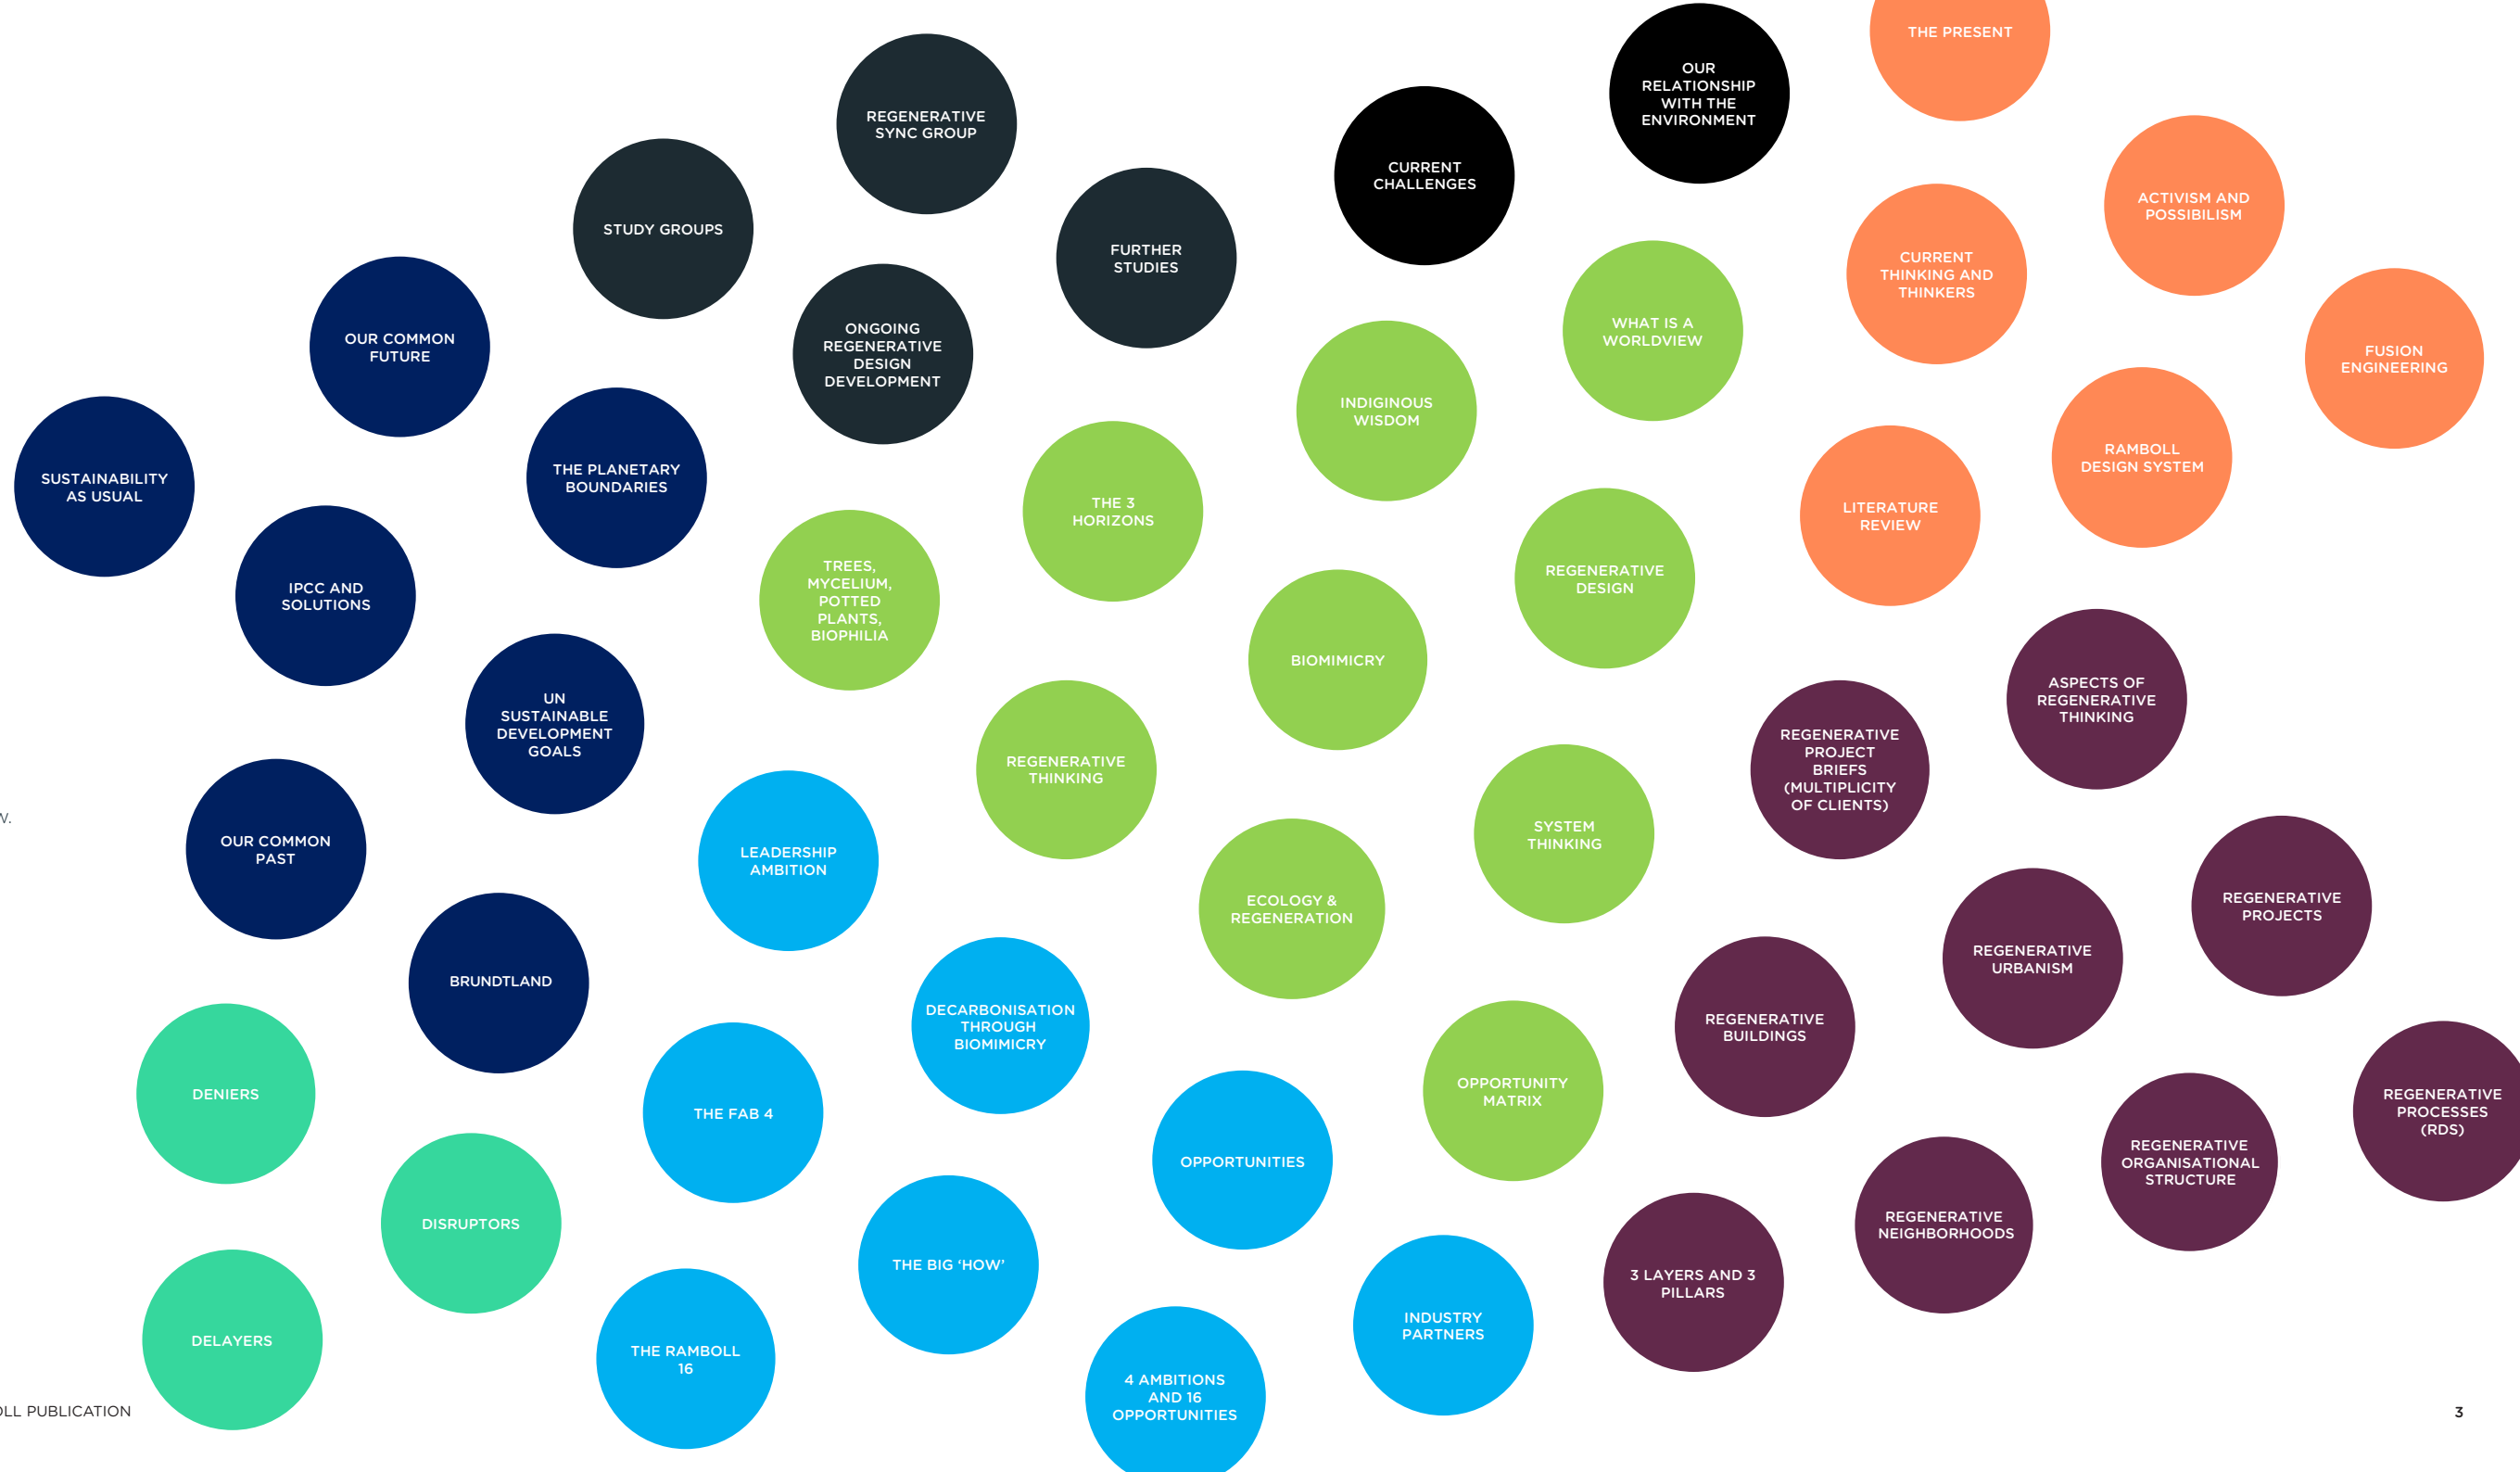 THE PRESENT
OUR
RELATIONSHIP
WITH THE
ENVIRONMENT
REGENERATIVE
SYNC GROUP
CURRENT
CHALLENGES
ACTIVISM AND
POSSIBILISM
STUDY GROUPS
FURTHER
STUDIES
CURRENT
THINKING AND
THINKERS
OUR COMMON
FUTURE
ONGOING
REGENERATIVE
DESIGN
DEVELOPMENT
WHAT IS A
WORLDVIEW
FUSION
ENGINEERING
INDIGINOUS
WISDOM
SUSTAINABILITY
AS USUAL
THE PLANETARY
BOUNDARIES
RAMBOLL
DESIGN SYSTEM
THE 3
HORIZONS
LITERATURE
REVIEW
IPCC AND
SOLUTIONS
TREES,
MYCELIUM,
POTTED
PLANTS,
BIOPHILIA
REGENERATIVE
DESIGN
BIOMIMICRY
UN
SUSTAINABLE
DEVELOPMENT
GOALS
ASPECTS OF
REGENERATIVE
THINKING
REGENERATIVE
THINKING
REGENERATIVE
PROJECT
BRIEFS
(MULTIPLICITY
OF CLIENTS)
W.
OUR COMMON
PAST
LEADERSHIP
AMBITION
SYSTEM
THINKING
ECOLOGY &
REGENERATION
REGENERATIVE
PROJECTS
BRUNDTLAND
REGENERATIVE
URBANISM
DECARBONISATION
THROUGH
BIOMIMICRY
REGENERATIVE
BUILDINGS
DENIERS
THE FAB 4
OPPORTUNITY
MATRIX
REGENERATIVE
PROCESSES
(RDS)
OPPORTUNITIES
REGENERATIVE
ORGANISATIONAL
STRUCTURE
DISRUPTORS
REGENERATIVE
NEIGHBORHOODS
THE BIG ‘HOW’
3 LAYERS AND 3
PILLARS
INDUSTRY
PARTNERS
DELAYERS
THE RAMBOLL
16
4 AMBITIONS
AND 16
OPPORTUNITIES
OLL PUBLICATION
3